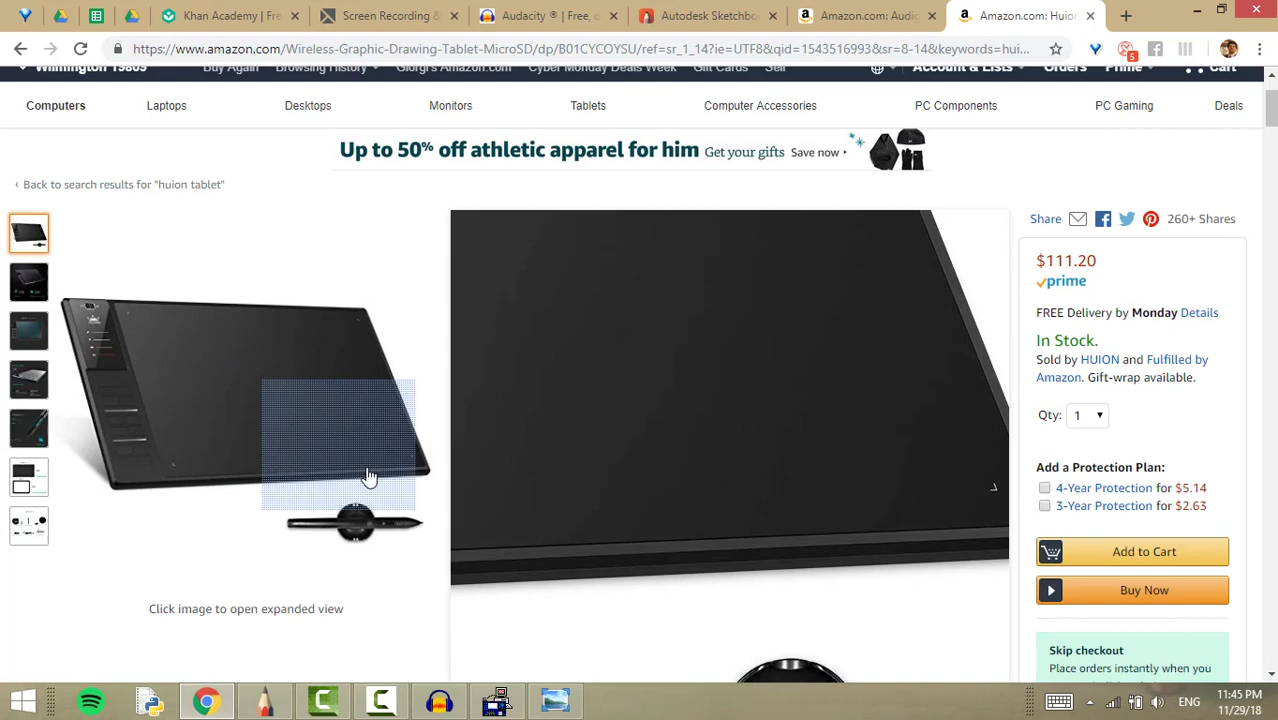 Khan Academy | Fre
Screen Recording &
Audacity ® | Free, c
Autodesk Sketchbo
Amazon.com: Audic
Amazon.com: Huion
https://www.amazon.com/Wireless-Graphic-Drawing-Tablet-MicroSD/dp/B01CYCOYSU/ref=sr_1_14?ie=UTF8&qid=1543516993&sr=8-14&keywords=hui...
5
Wilmington 19809 Buy Again Browsing History Giorgi'sAmazon.com Cyber Monday Deals Week Gift Cards Sell Account & Lists Orders Prime Cart
Computers Laptops Desktops Monitors Tablets Computer Accessories PC Components PC Gaming Deals
Up to 50% off athletic apparel for him Get your gifts Save now
‹ Back to search results for "huion tablet"
Share 260+ Shares
$111.20
prime
FREE Delivery by Monday Details
In Stock.
Sold by HUION and Fulfilled by
Amazon. Gift-wrap available.
Qty: 1
Add a Protection Plan:
4-Year Protection for $5.14
3-Year Protection for $2.63
Add to Cart
Buy Now
Click image to open expanded view
Skip checkout
Place orders instantly when you
ENG
11:45 PM
11/29/18